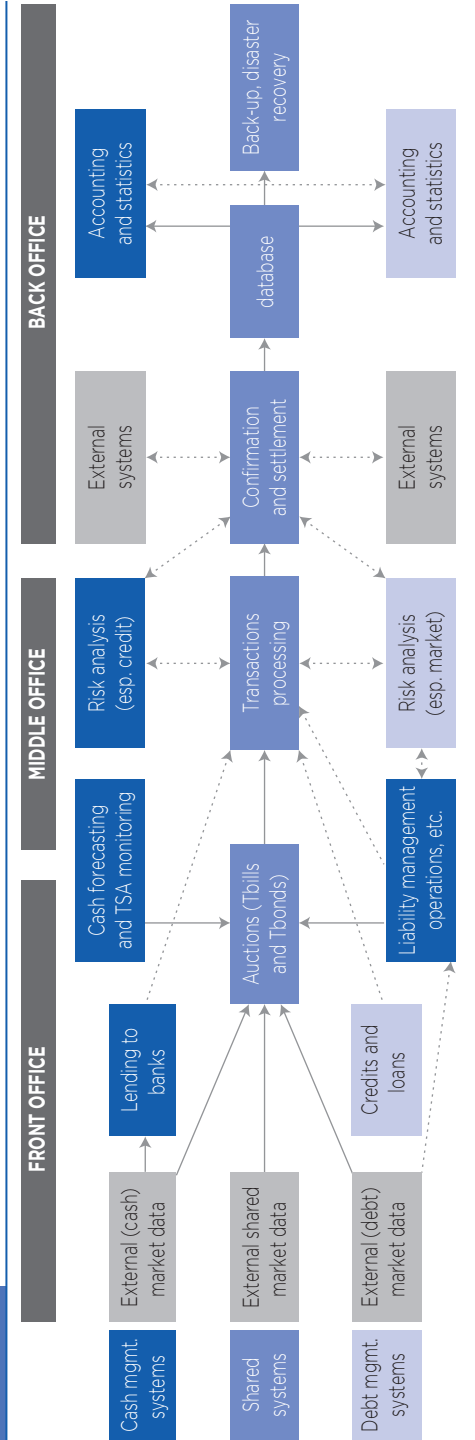 FRONT OFFICE
MIDDLE OFFICE
BACK OFFICE
Cash mgmt.
systems
External (cash)
market data
Lending to
banks
Cash forecasting
and TSA monitoring
Risk analysis
(esp. credit)
External
systems
Accounting
and statistics
Shared
systems
External shared
market data
Auctions (Tbills
and Tbonds)
Transactions
processing
Confirmation
and settlement
database
Back-up, disaster
recovery
Debt mgmt.
systems
External (debt)
market data
Credits and
loans
Liability management
operations, etc.
Risk analysis
(esp. market)
External
systems
Accounting
and statistics